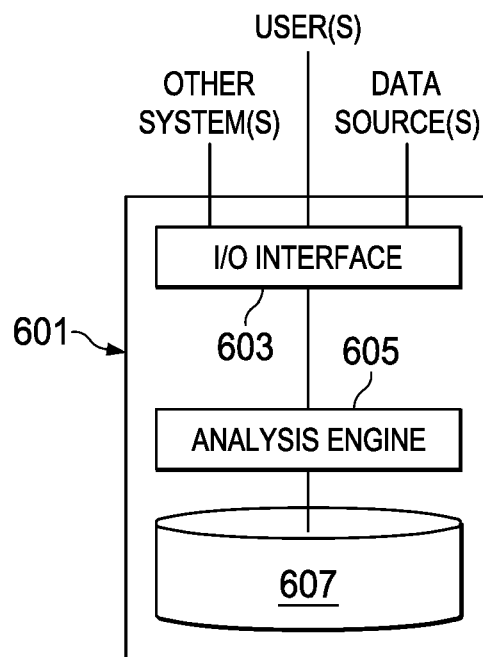 USER(S)
OTHER
SYSTEM(S)
DATA
SOURCE(S)
I/O INTERFACE
601
603
605
ANALYSIS ENGINE
607